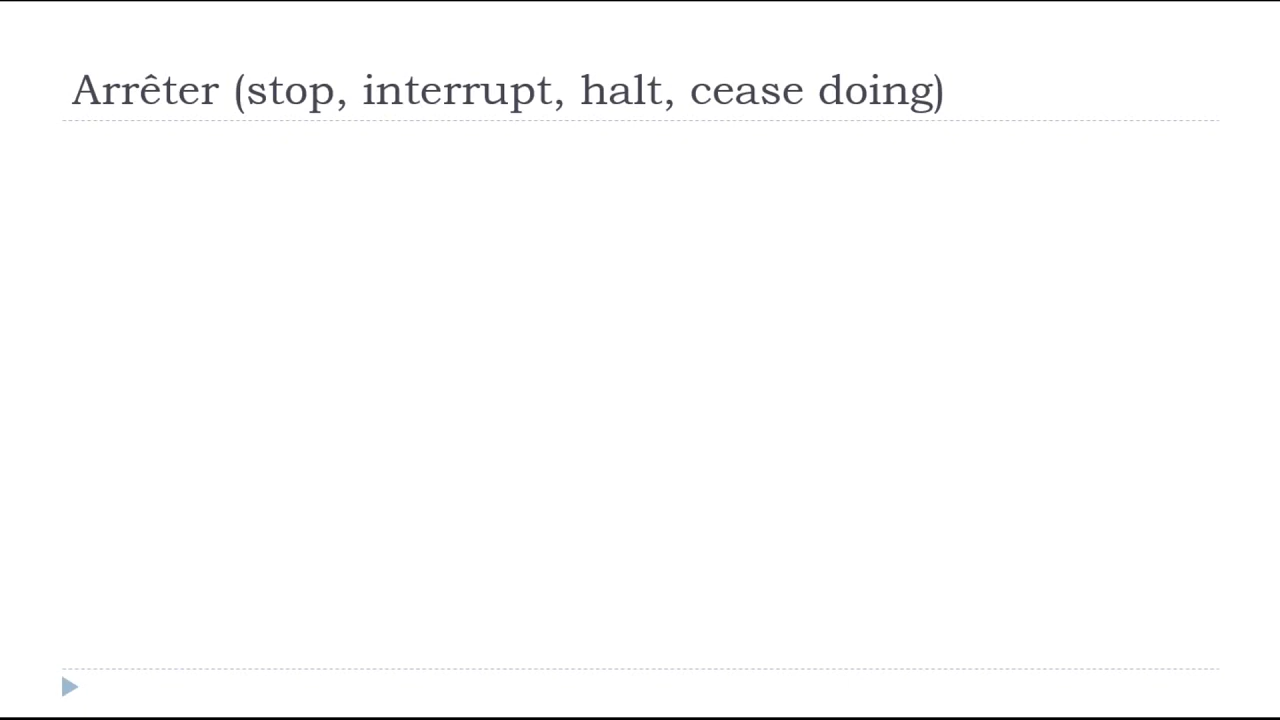 Arrêter (stop, interrupt, halt, cease doing)